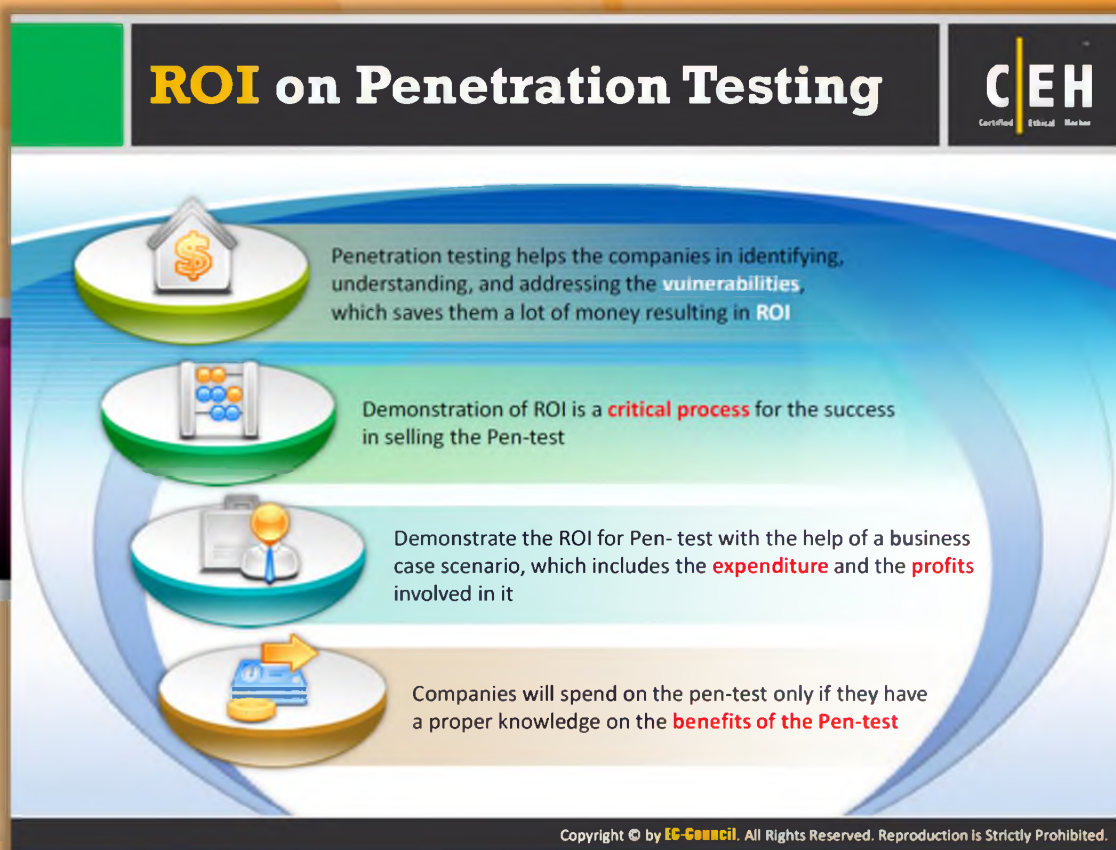 ROI on Penetration Testing
C EH
Certified Ethical Hacker
Penetration testing helps the companies in identifying,
understanding, and addressing the vulnerabilities,
which saves them a lot of money resulting in ROI
Demonstration of ROI is a critical process for the success
in selling the Pen-test
Demonstrate the ROI for Pen- test with the help of a business
case scenario, which includes the expenditure and the profits
involved in it
Companies will spend on the pen-test only if they have
a proper knowledge on the benefits of the Pen-test
Copyright © by EC-Council. All Rights Reserved. Reproduction is Strictly Prohibited.